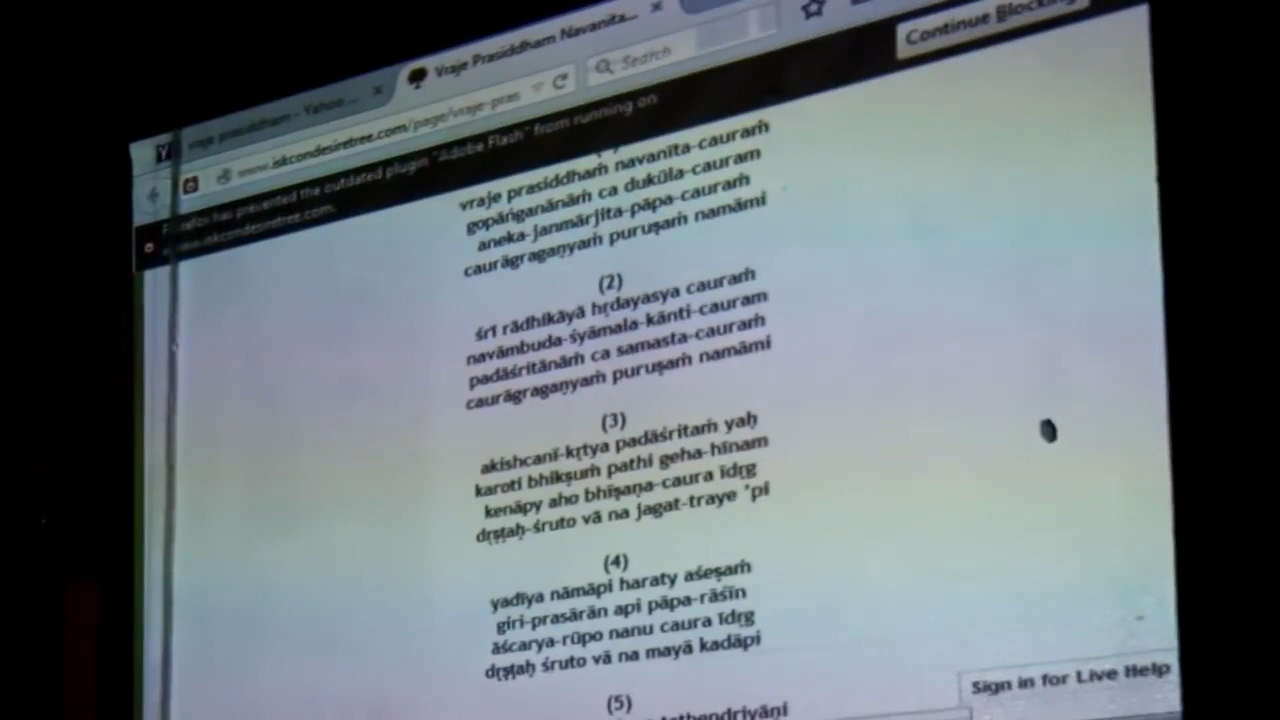 vraje prasiddham - Yahoo...
Vraje Prasiddham Navanita...
www.iskcondesiretree.com/page/vraje-pras
Search
Firefox has prevented the outdated plugin "Adobe Flash" from running on
www.iskcondesiretree.com.
Continue Blocking
vraje prasiddhaṁ navanīta-cauraṁ
gopāṅganānāṁ ca dukūla-cauram
aneka-janmārjita-pāpa-cauraṁ
caurāgragaṇyaṁ puruṣaṁ namāmi
(2)
śrī rādhikāyā hṛdayasya cauraṁ
navāmbuda-śyāmala-kānti-cauram
padāśritānāṁ ca samasta-cauraṁ
caurāgragaṇyaṁ puruṣaṁ namāmi
(3)
akishcanī-kṛtya padāśritaṁ yaḥ
karoti bhikṣuṁ pathi geha-hīnam
kenāpy aho bhīṣaṇa-caura īdṛg
dṛṣṭaḥ-śruto vā na jagat-traye 'pi
(4)
yadīya nāmāpi haraty aśeṣaṁ
giri-prasārān api pāpa-rāśīn
āścarya-rūpo nanu caura īdṛg
dṛṣṭaḥ śruto vā na mayā kadāpi
(5)
tathendriyāṇi
Sign in for Live Help